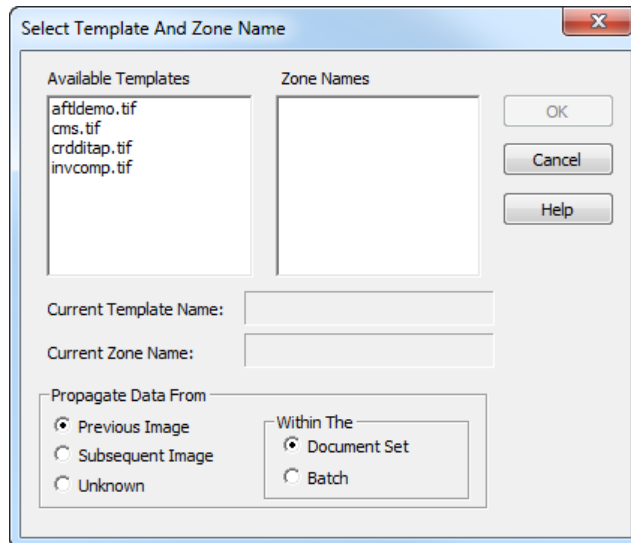 Select Template And Zone Name
Available Templates
Zone Names
aftldemo.tif
cms.tif
crdditap.tif
invcomp.tif
OK
Cancel
Help
Current Template Name:
Current Zone Name:
Propagate Data From
Previous Image
Subsequent Image
Unknown
Within The
Document Set
Batch